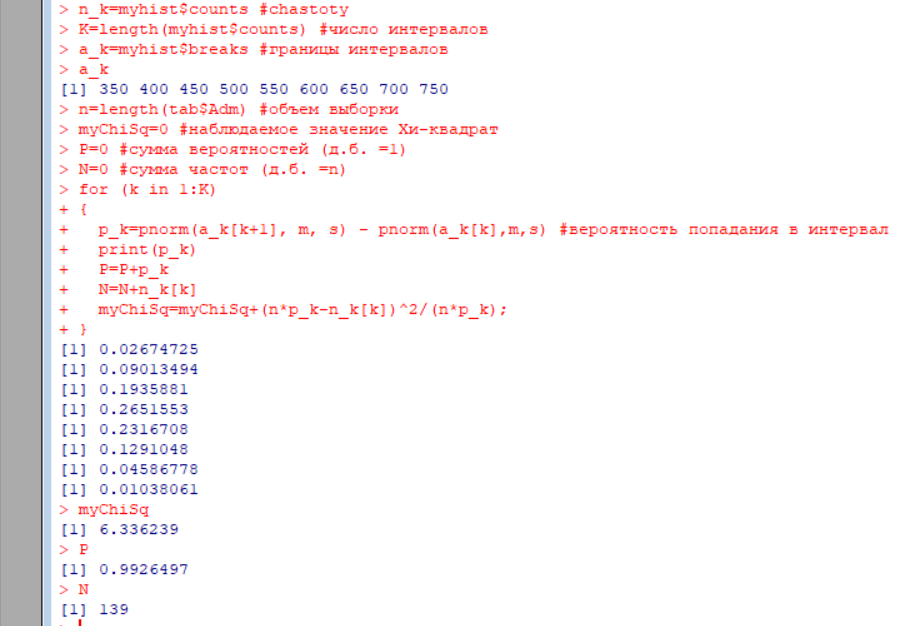 > n_k=myhist$counts #chastoty
> K=length(myhist$counts) #число интервалов
> a_k=myhist$breaks #границы интервалов
> a_k
[1] 350 400 450 500 550 600 650 700 750
> n=length(tab$Adm) #объем выборки
> myChiSq=0 #наблюдаемое значение Хи-квадрат
> P=0 #сумма вероятностей (д.б. =1)
> N=0 #сумма частот (д.б. =n)
> for (k in 1:K)
+ {
+   p_k=pnorm(a_k[k+1], m, s) - pnorm(a_k[k],m,s) #вероятность попадания в интервал
+   print(p_k)
+   P=P+p_k
+   N=N+n_k[k]
+   myChiSq=myChiSq+(n*p_k-n_k[k])^2/(n*p_k);
+ }
[1] 0.02674725
[1] 0.09013494
[1] 0.1935881
[1] 0.2651553
[1] 0.2316708
[1] 0.1291048
[1] 0.04586778
[1] 0.01038061
> myChiSq
[1] 6.336239
> P
[1] 0.9926497
> N
[1] 139
>